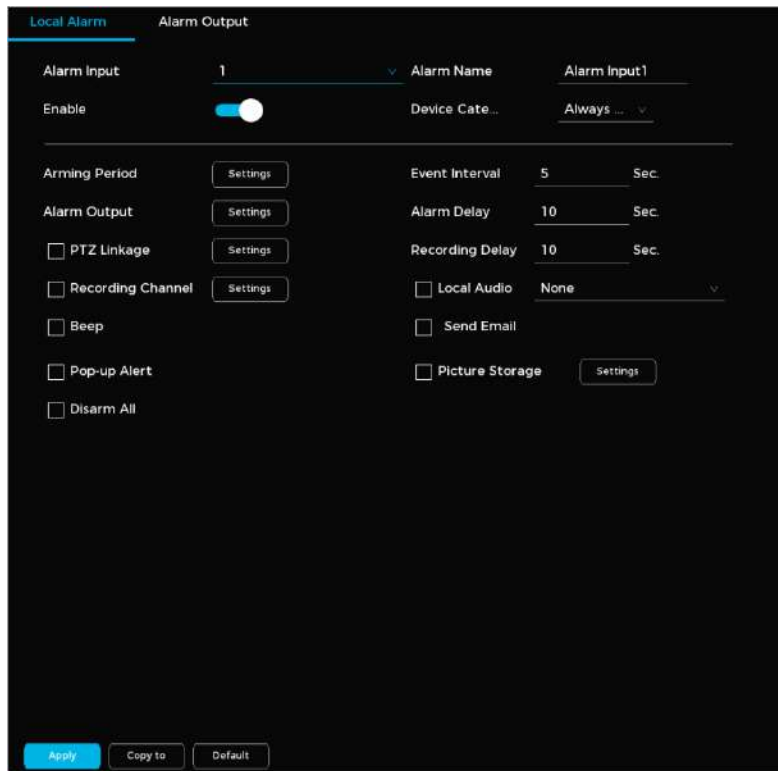 Local Alarm Alarm Output
Alarm Input 1 Alarm Name Alarm Input1
Enable Device Cate... Always ...
Arming Period Settings Event Interval 5 Sec.
Alarm Output Settings Alarm Delay 10 Sec.
PTZ Linkage Settings Recording Delay 10 Sec.
Recording Channel Settings Local Audio None
Beep Send Email
Pop-up Alert Picture Storage Settings
Disarm All
Apply Copy to Default